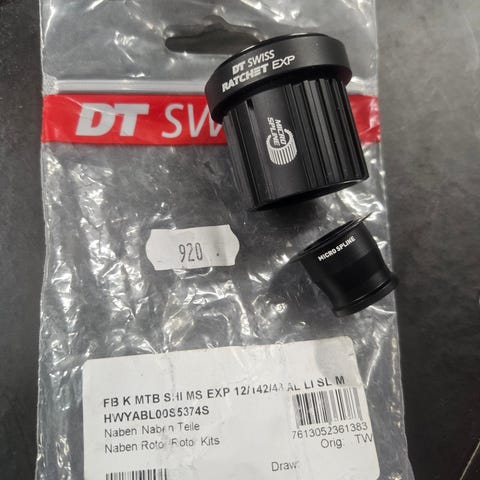 DT SWISS
RATCHET EXP
MICRO
SPLINE
DT SW
920
MICRO SPLINE
FB K MTB SHI MS EXP 12/142/48 AL LI SL M
HWYABL00S5374S
Naben Naben Teile
Naben Rotor/Rotor Kits
7613052361383
Orig. TW
Draw